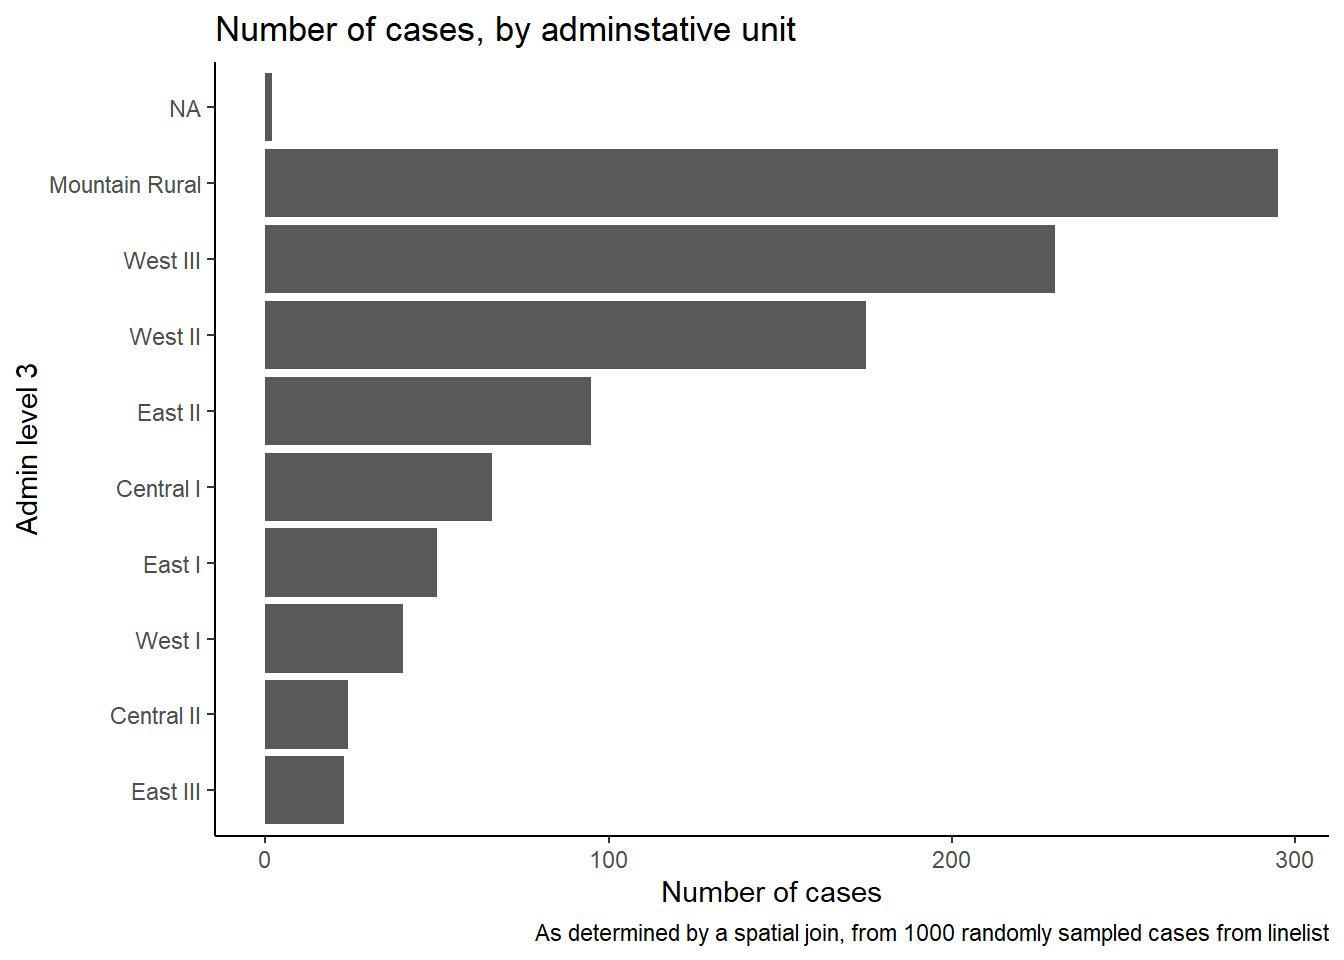 Number of cases, by adminstative unit
NA
Mountain Rural
West III
West II
East II
Central I
East I
West I
Central II
East III
Admin level 3
0 100 200 300
Number of cases
As determined by a spatial join, from 1000 randomly sampled cases from linelist